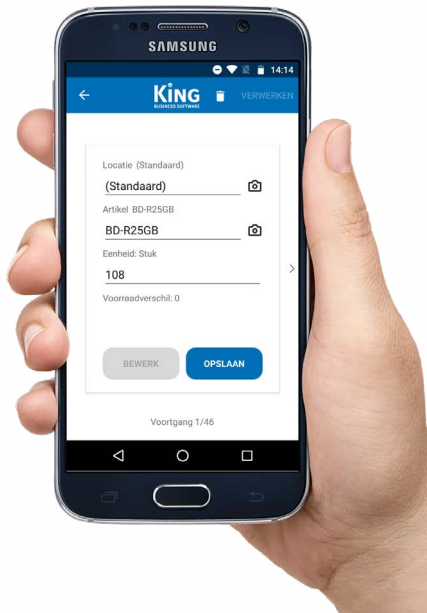 SAMSUNG
14:14
KING
BUSINESS SOFTWARE
VERWERKEN
Locatie (Standaard)
(Standaard)
Artikel BD-R25GB
BD-R25GB
Eenheid: Stuk
108
Voorraadverschil: 0
BEWERK
OPSLAAN
Voortgang 1/46